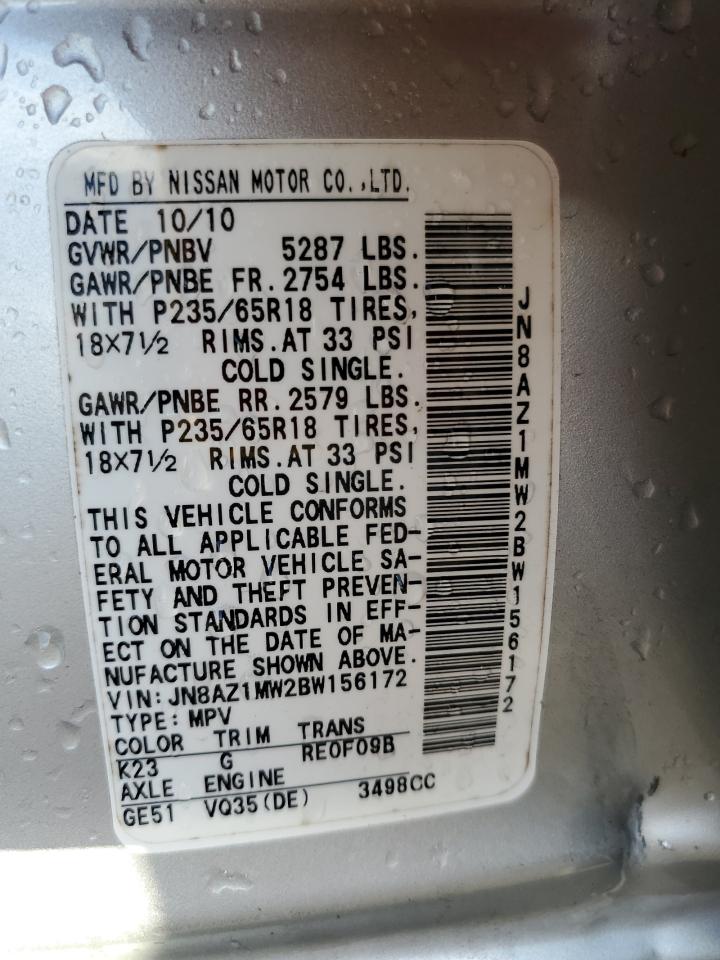 MFD BY NISSAN MOTOR CO.,LTD.
DATE 10/10
GVWR/PNBV 5287 LBS.
GAWR/PNBE FR. 2754 LBS.
WITH P235/65R18 TIRES,
18X7½ RIMS. AT 33 PSI
COLD SINGLE.
GAWR/PNBE RR. 2579 LBS.
WITH P235/65R18 TIRES,
18X7½ RIMS. AT 33 PSI
COLD SINGLE.
THIS VEHICLE CONFORMS
TO ALL APPLICABLE FED-
ERAL MOTOR VEHICLE SA-
FETY AND THEFT PREVEN-
TION STANDARDS IN EFF-
ECT ON THE DATE OF MA-
NUFACTURE SHOWN ABOVE.
VIN: JN8AZ1MW2BW156172
TYPE: MPV
COLOR TRIM TRANS
K23 G RE0F09B
AXLE ENGINE
GE51 VQ35(DE) 3498CC
JN8AZ1MW2BW156172